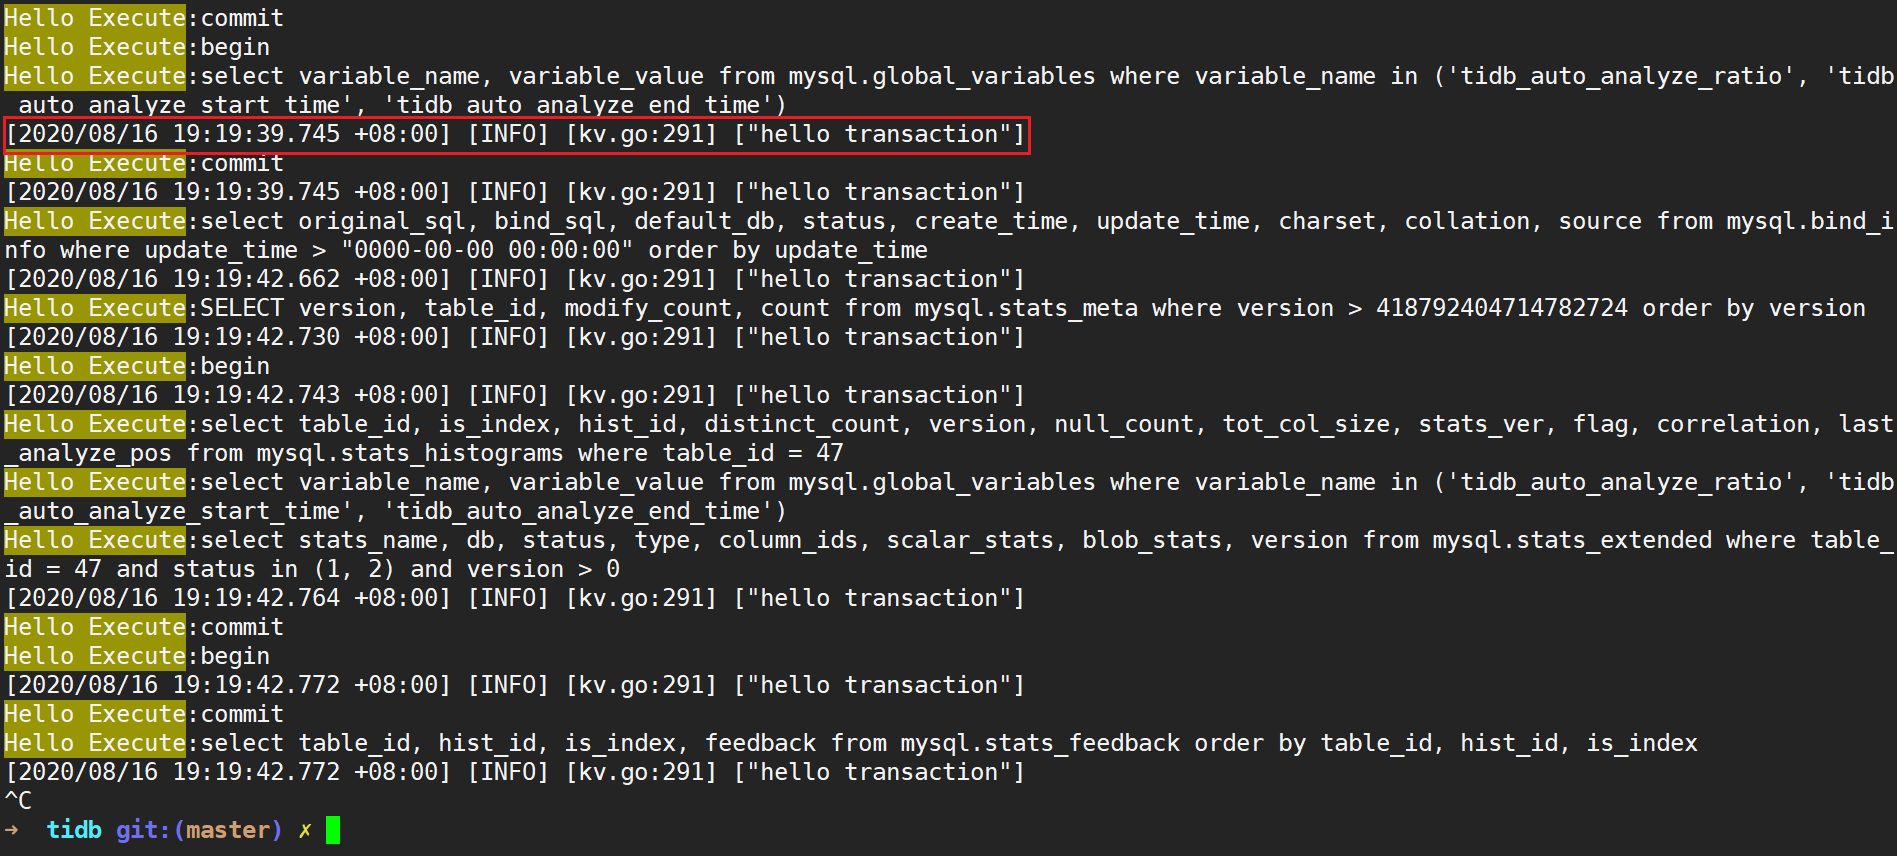 Hello Execute:commit
Hello Execute:begin
Hello Execute:select variable_name, variable_value from mysql.global_variables where variable_name in ('tidb_auto_analyze_ratio', 'tidb
_auto_analyze_start_time', 'tidb_auto_analyze_end_time')
[2020/08/16 19:19:39.745 +08:00] [INFO] [kv.go:291] ["hello transaction"]
Hello Execute:commit
[2020/08/16 19:19:39.745 +08:00] [INFO] [kv.go:291] ["hello transaction"]
Hello Execute:select original_sql, bind_sql, default_db, status, create_time, update_time, charset, collation, source from mysql.bind_i
nfo where update_time > "0000-00-00 00:00:00" order by update_time
[2020/08/16 19:19:42.662 +08:00] [INFO] [kv.go:291] ["hello transaction"]
Hello Execute:SELECT version, table_id, modify_count, count from mysql.stats_meta where version > 418792404714782724 order by version
[2020/08/16 19:19:42.730 +08:00] [INFO] [kv.go:291] ["hello transaction"]
Hello Execute:begin
[2020/08/16 19:19:42.743 +08:00] [INFO] [kv.go:291] ["hello transaction"]
Hello Execute:select table_id, is_index, hist_id, distinct_count, version, null_count, tot_col_size, stats_ver, flag, correlation, last
_analyze_pos from mysql.stats_histograms where table_id = 47
Hello Execute:select variable_name, variable_value from mysql.global_variables where variable_name in ('tidb_auto_analyze_ratio', 'tidb
_auto_analyze_start_time', 'tidb_auto_analyze_end_time')
Hello Execute:select stats_name, db, status, type, column_ids, scalar_stats, blob_stats, version from mysql.stats_extended where table_
id = 47 and status in (1, 2) and version > 0
[2020/08/16 19:19:42.764 +08:00] [INFO] [kv.go:291] ["hello transaction"]
Hello Execute:commit
Hello Execute:begin
[2020/08/16 19:19:42.772 +08:00] [INFO] [kv.go:291] ["hello transaction"]
Hello Execute:commit
Hello Execute:select table_id, hist_id, is_index, feedback from mysql.stats_feedback order by table_id, hist_id, is_index
[2020/08/16 19:19:42.772 +08:00] [INFO] [kv.go:291] ["hello transaction"]
^C
→ tidb git:(master) ✗